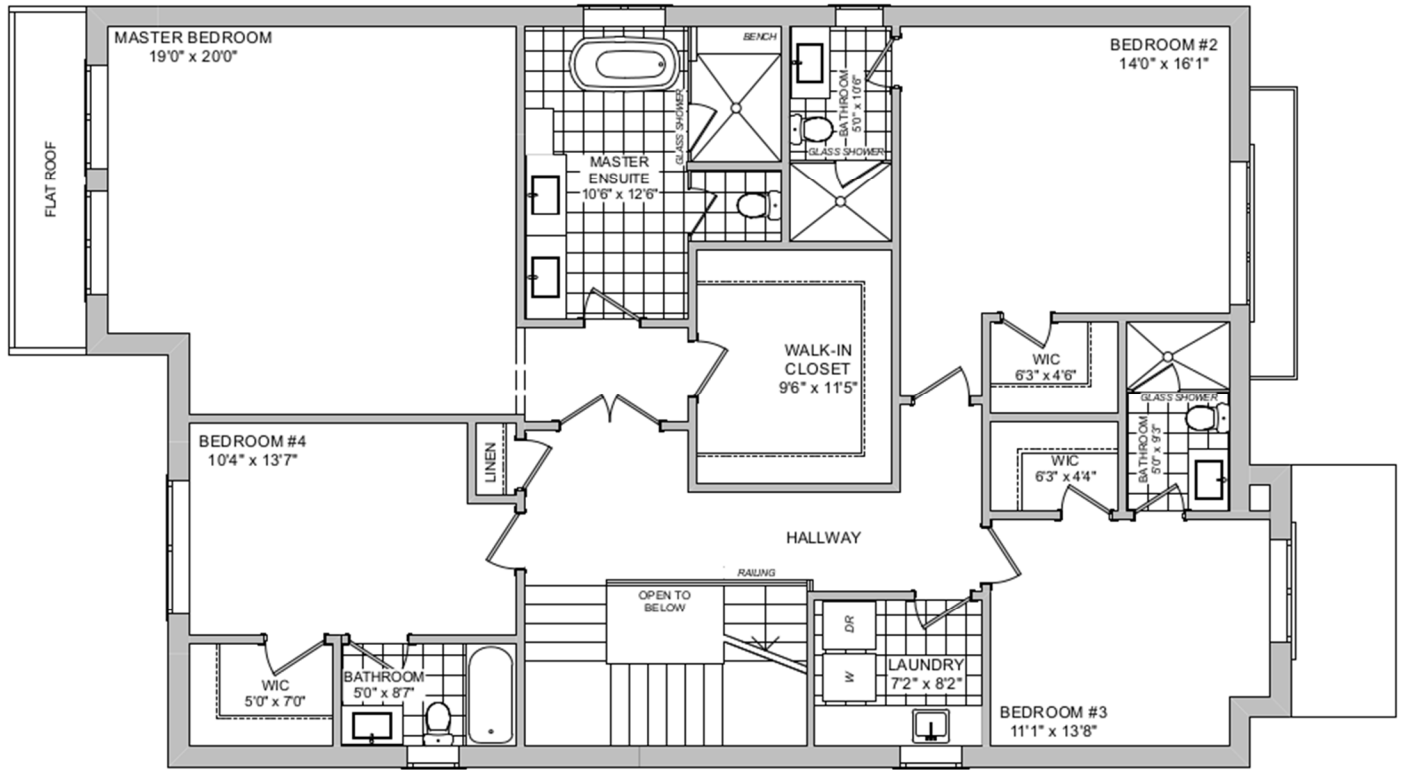 MASTER BEDROOM
19'0" x 20'0"
FLAT ROOF
BENCH
GLASS SHOWER
MASTER
ENSUITE
10'6" x 12'6"
BATHROOM
5'0" x 10'6"
GLASS SHOWER
BEDROOM #2
14'0" x 16'1"
WALK-IN
CLOSET
9'6" x 11'5"
WIC
6'3" x 4'6"
GLASS SHOWER
BATHROOM
5'0" x 9'3"
WIC
6'3" x 4'4"
BEDROOM #4
10'4" x 13'7"
LINEN
HALLWAY
RAILING
OPEN TO
BELOW
DR
W
LAUNDRY
7'2" x 8'2"
WIC
5'0" x 7'0"
BATHROOM
5'0" x 8'7"
BEDROOM #3
11'1" x 13'8"